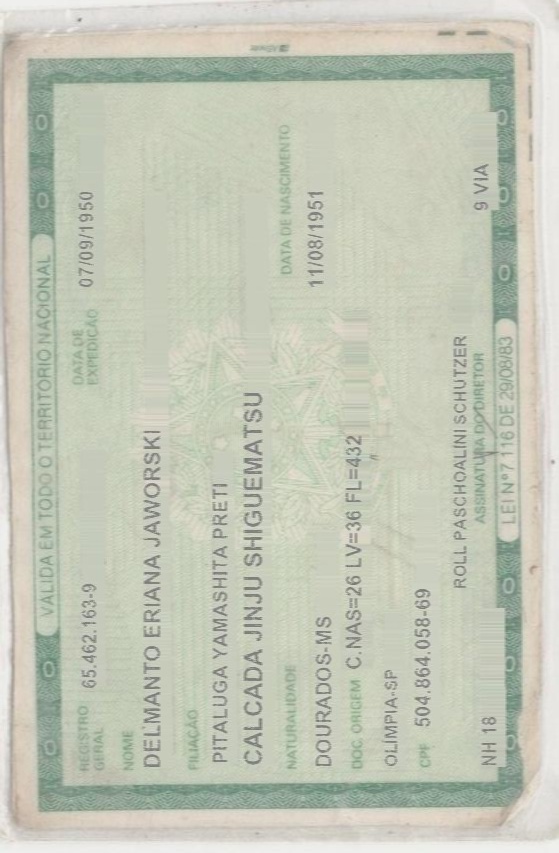 VÁLIDA EM TODO O TERRITÓRIO NACIONAL
REGISTRO GERAL 65.462.163-9 DATA DE EXPEDIÇÃO 07/09/1950
NOME
DELMANTO ERIANA JAWORSKI
FILIAÇÃO
PITALUGA YAMASHITA PRETI
CALCADA JINJU SHIGUEMATSU
NATURALIDADE DATA DE NASCIMENTO
DOURADOS-MS 11/08/1951
DOC. ORIGEM C.NAS=26 LV=36 FL=432
OLIMPIA-SP
CPF 504.864.058-69
ROLL PASCHOALINI SCHUTZER
NH 18 ASSINATURA DO DIRETOR 9 VIA
LEI Nº 7 116 DE 29/08/83